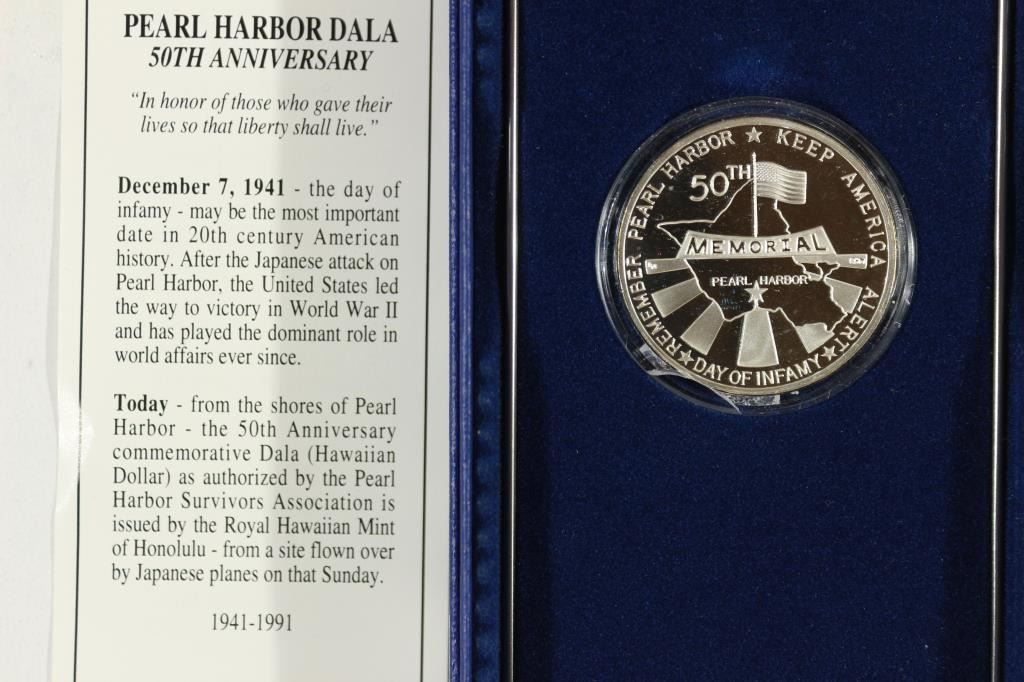 PEARL HARBOR DALA
50TH ANNIVERSARY
“In honor of those who gave their
lives so that liberty shall live.”
December 7, 1941 - the day of
infamy - may be the most important
date in 20th century American
history. After the Japanese attack on
Pearl Harbor, the United States led
the way to victory in World War II
and has played the dominant role in
world affairs ever since.
Today - from the shores of Pearl
Harbor - the 50th Anniversary
commemorative Dala (Hawaiian
Dollar) as authorized by the Pearl
Harbor Survivors Association is
issued by the Royal Hawaiian Mint
of Honolulu - from a site flown over
by Japanese planes on that Sunday.
1941-1991
REMEMBER PEARL HARBOR ★ KEEP AMERICA ALERT
50TH
MEMORIAL
PEARL HARBOR
★ DAY OF INFAMY ★